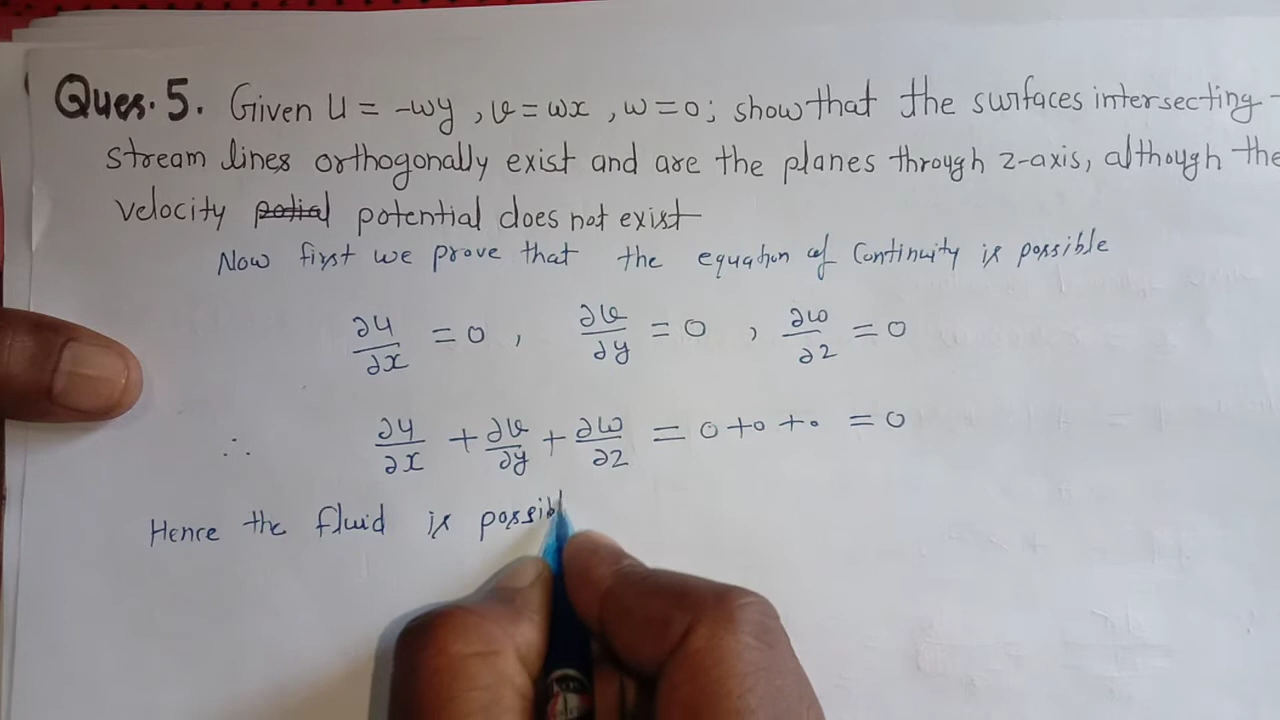 Ques. 5. Given u = -wy , v = wx , w = 0 ; show that the surfaces intersecting -
stream lines orthogonally exist and are the planes through z-axis, although the
velocity potial potential does not exist
Now first we prove that the equation of Continuity is possible
∂u/∂x = 0 , ∂v/∂y = 0 , ∂w/∂z = 0
∴ ∂u/∂x + ∂v/∂y + ∂w/∂z = 0 + 0 + 0 = 0
Hence the fluid is possibl